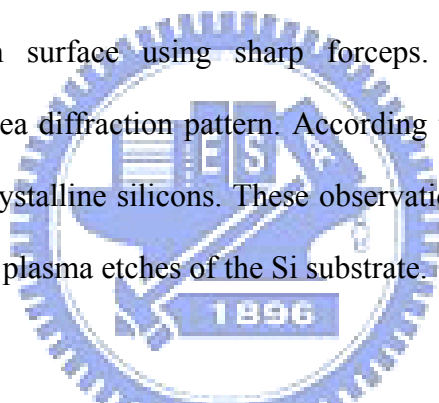 n surface using sharp forceps.
ea diffraction pattern. According
E S A
ystalline silicons. These observatio
plasma etches of the Si substrate.
1896